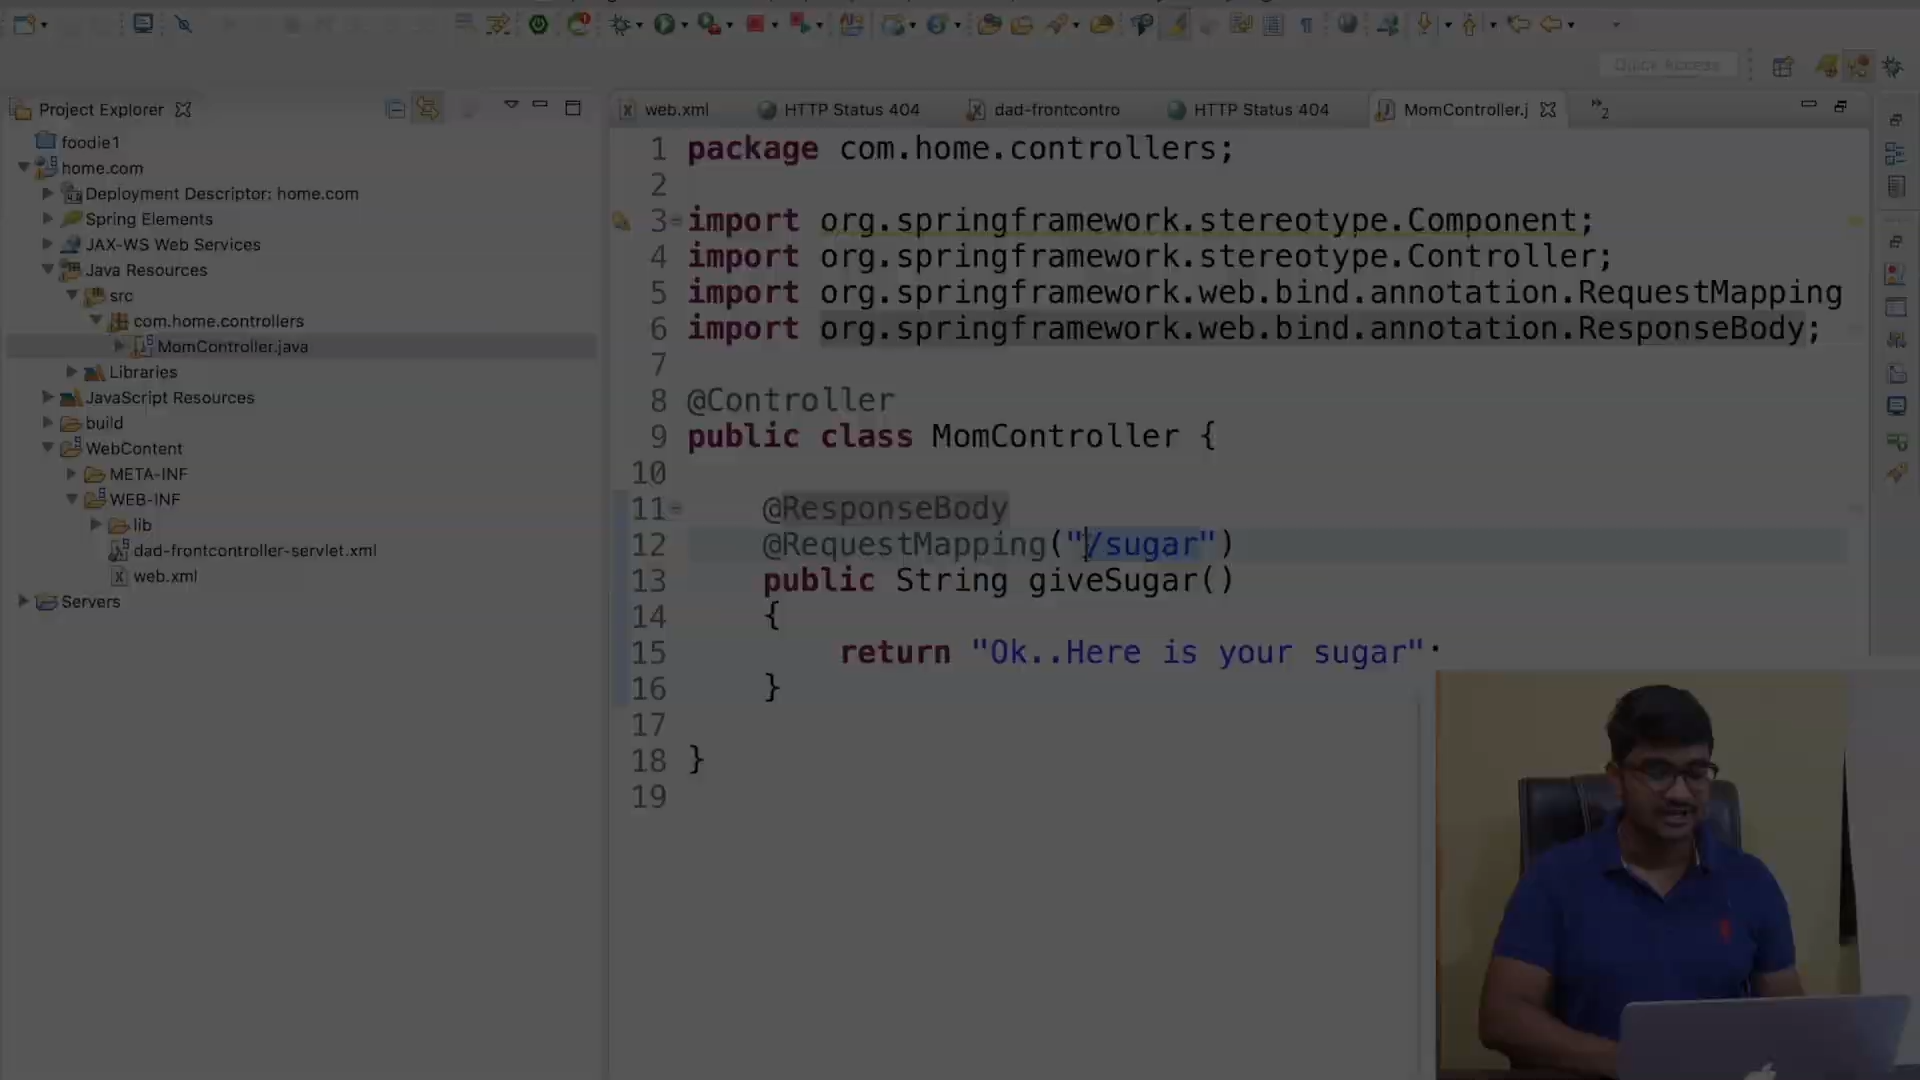 Quick Access
Project Explorer
web.xml
HTTP Status 404
dad-frontcontro
HTTP Status 404
MomController.j
2
foodie1
home.com
Deployment Descriptor: home.com
Spring Elements
JAX-WS Web Services
Java Resources
src
com.home.controllers
MomController.java
Libraries
JavaScript Resources
build
WebContent
META-INF
WEB-INF
lib
dad-frontcontroller-servlet.xml
web.xml
Servers
1 package com.home.controllers;
2
3 import org.springframework.stereotype.Component;
4 import org.springframework.stereotype.Controller;
5 import org.springframework.web.bind.annotation.RequestMapping
6 import org.springframework.web.bind.annotation.ResponseBody;
7
8 @Controller
9 public class MomController {
10
11 @ResponseBody
12 @RequestMapping("/sugar")
13 public String giveSugar()
14 {
15 return "Ok..Here is your sugar";
16 }
17
18 }
19